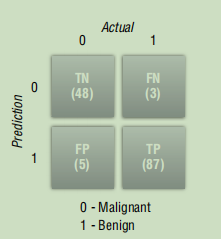 Actual
0 1
Prediction
0
TN
(48)
FN
(3)
1
FP
(5)
TP
(87)
0 - Malignant
1 - Benign